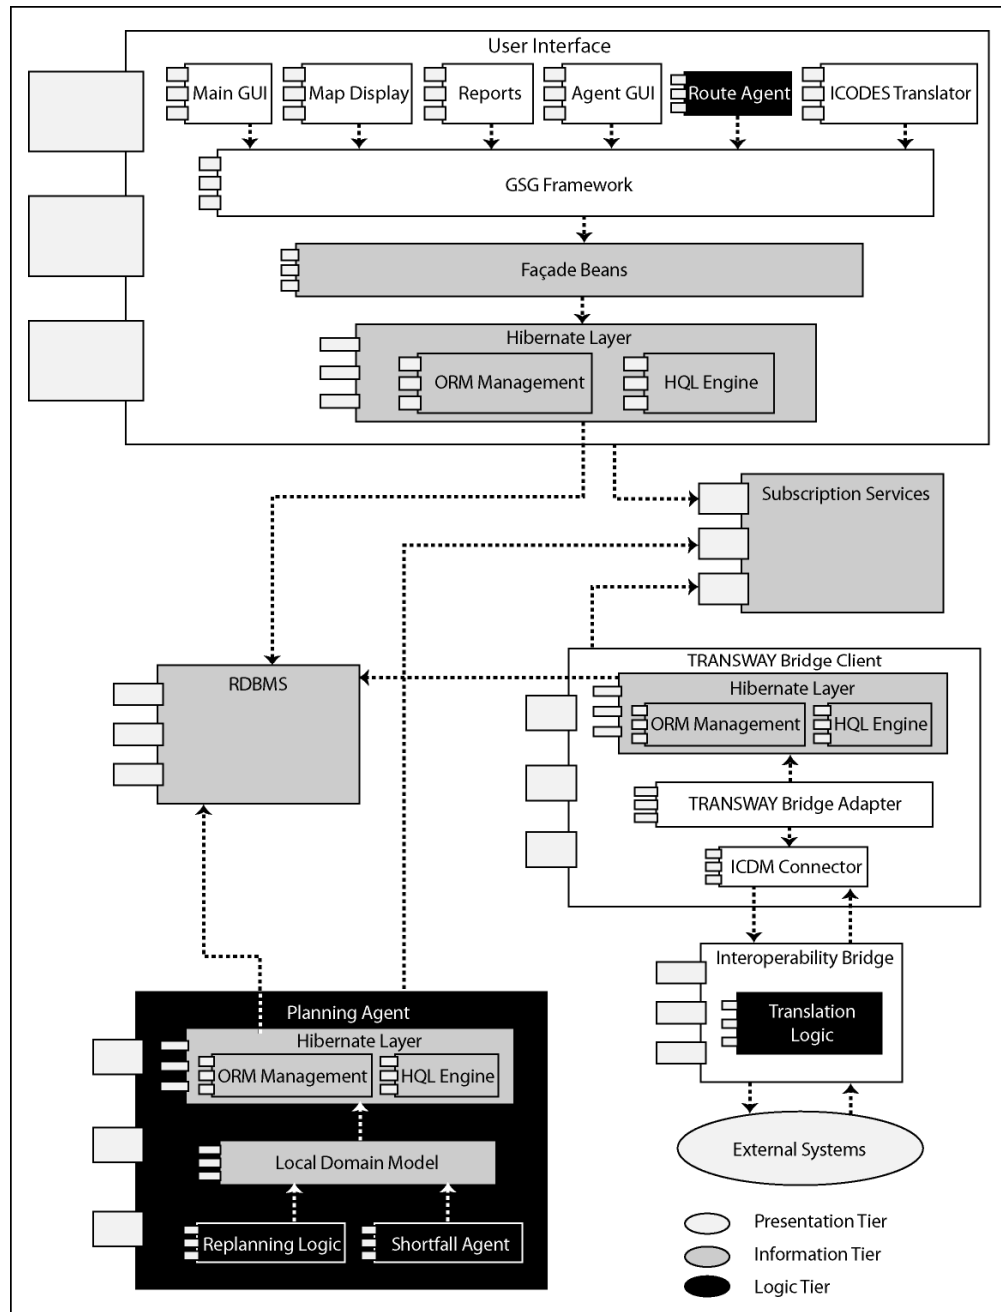 User Interface
Main GUI
Map Display
Reports
Agent GUI
Route Agent
ICODES Translator
GSG Framework
Façade Beans
Hibernate Layer
ORM Management
HQL Engine
Subscription Services
RDBMS
TRANSWAY Bridge Client
Hibernate Layer
ORM Management
HQL Engine
TRANSWAY Bridge Adapter
ICDM Connector
Interoperability Bridge
Translation
Logic
Planning Agent
Hibernate Layer
ORM Management
HQL Engine
Local Domain Model
Replanning Logic
Shortfall Agent
External Systems
Presentation Tier
Information Tier
Logic Tier